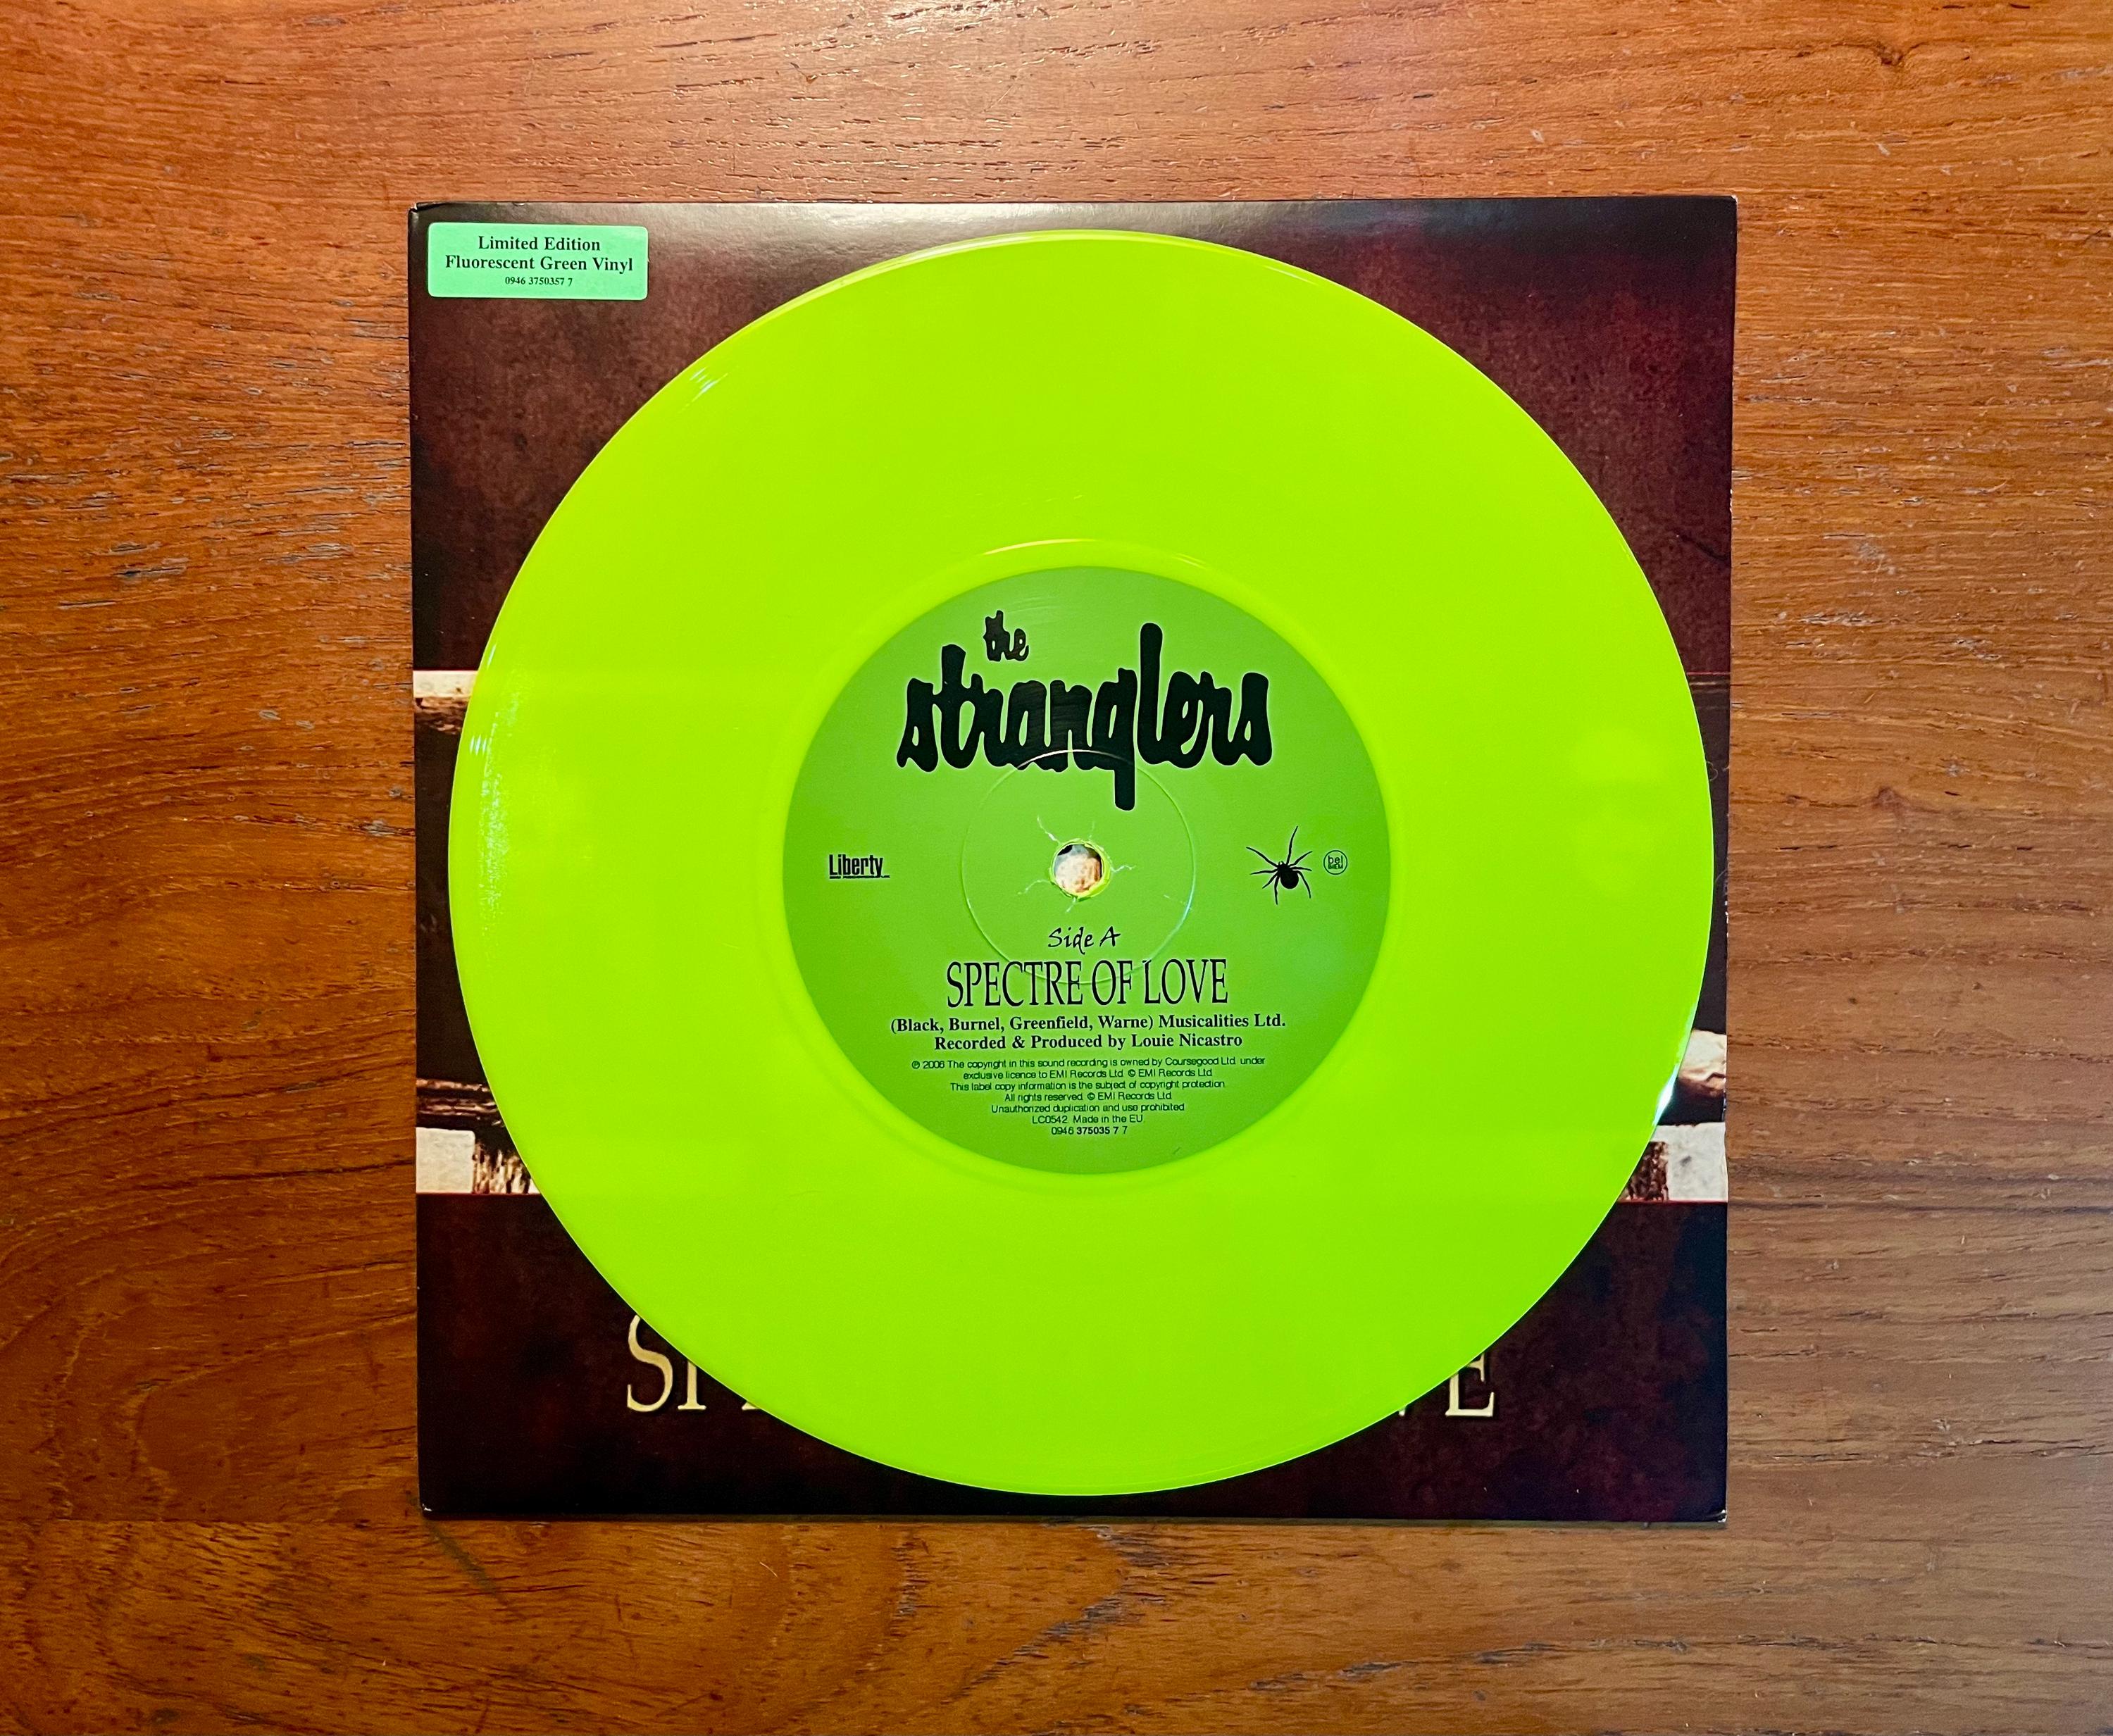 Limited Edition
Fluorescent Green Vinyl
0946 3750357 7
the
stranglers
Liberty
bel
Side A
SPECTRE OF LOVE
(Black, Burnel, Greenfield, Warne) Musicalities Ltd.
Recorded & Produced by Louie Nicastro
℗ 2006 The copyright in this sound recording is owned by Coursegood Ltd. under
exclusive licence to EMI Records Ltd. © EMI Records Ltd.
This label copy information is the subject of copyright protection.
All rights reserved. © EMI Records Ltd.
Unauthorized duplication and use prohibited
LC0542 Made in the EU.
0946 375035 7 7